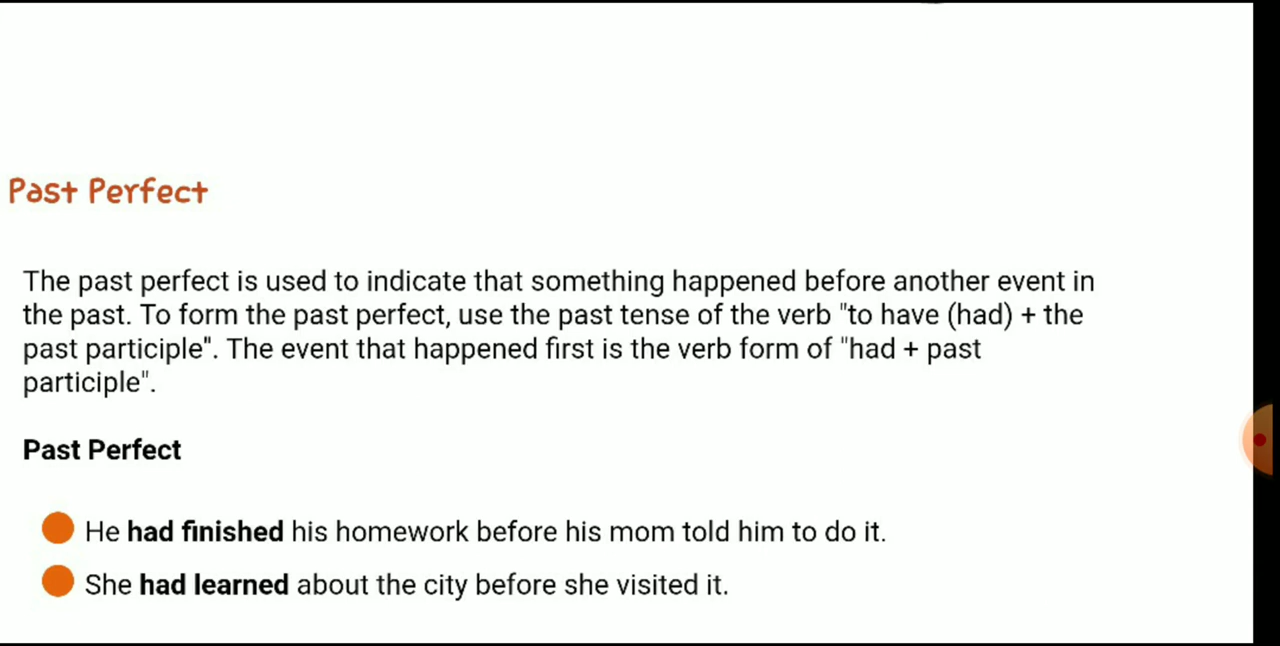 Past Perfect
The past perfect is used to indicate that something happened before another event in
the past. To form the past perfect, use the past tense of the verb "to have (had) + the
past participle". The event that happened first is the verb form of "had + past
participle".
Past Perfect
He had finished his homework before his mom told him to do it.
She had learned about the city before she visited it.